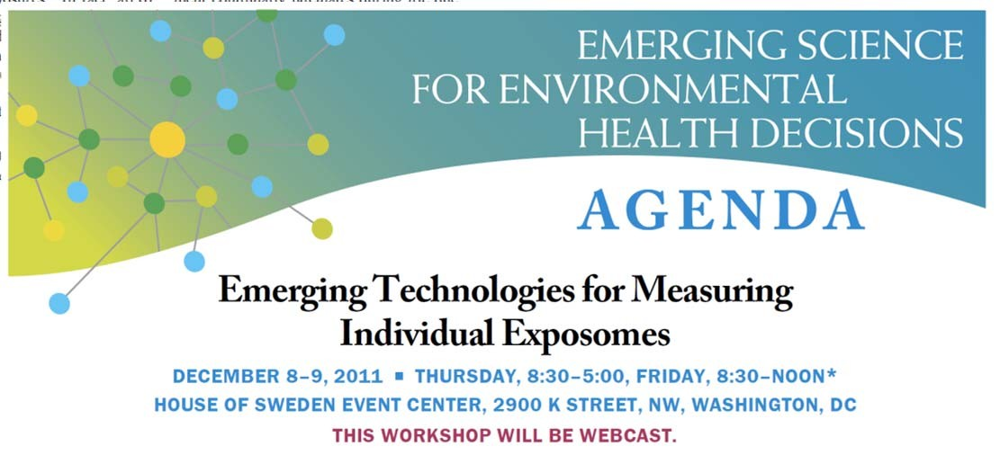 EMERGING SCIENCE
FOR ENVIRONMENTAL
HEALTH DECISIONS
AGENDA
Emerging Technologies for Measuring
Individual Exposomes
DECEMBER 8–9, 2011 ▪ THURSDAY, 8:30–5:00, FRIDAY, 8:30–NOON*
HOUSE OF SWEDEN EVENT CENTER, 2900 K STREET, NW, WASHINGTON, DC
THIS WORKSHOP WILL BE WEBCAST.